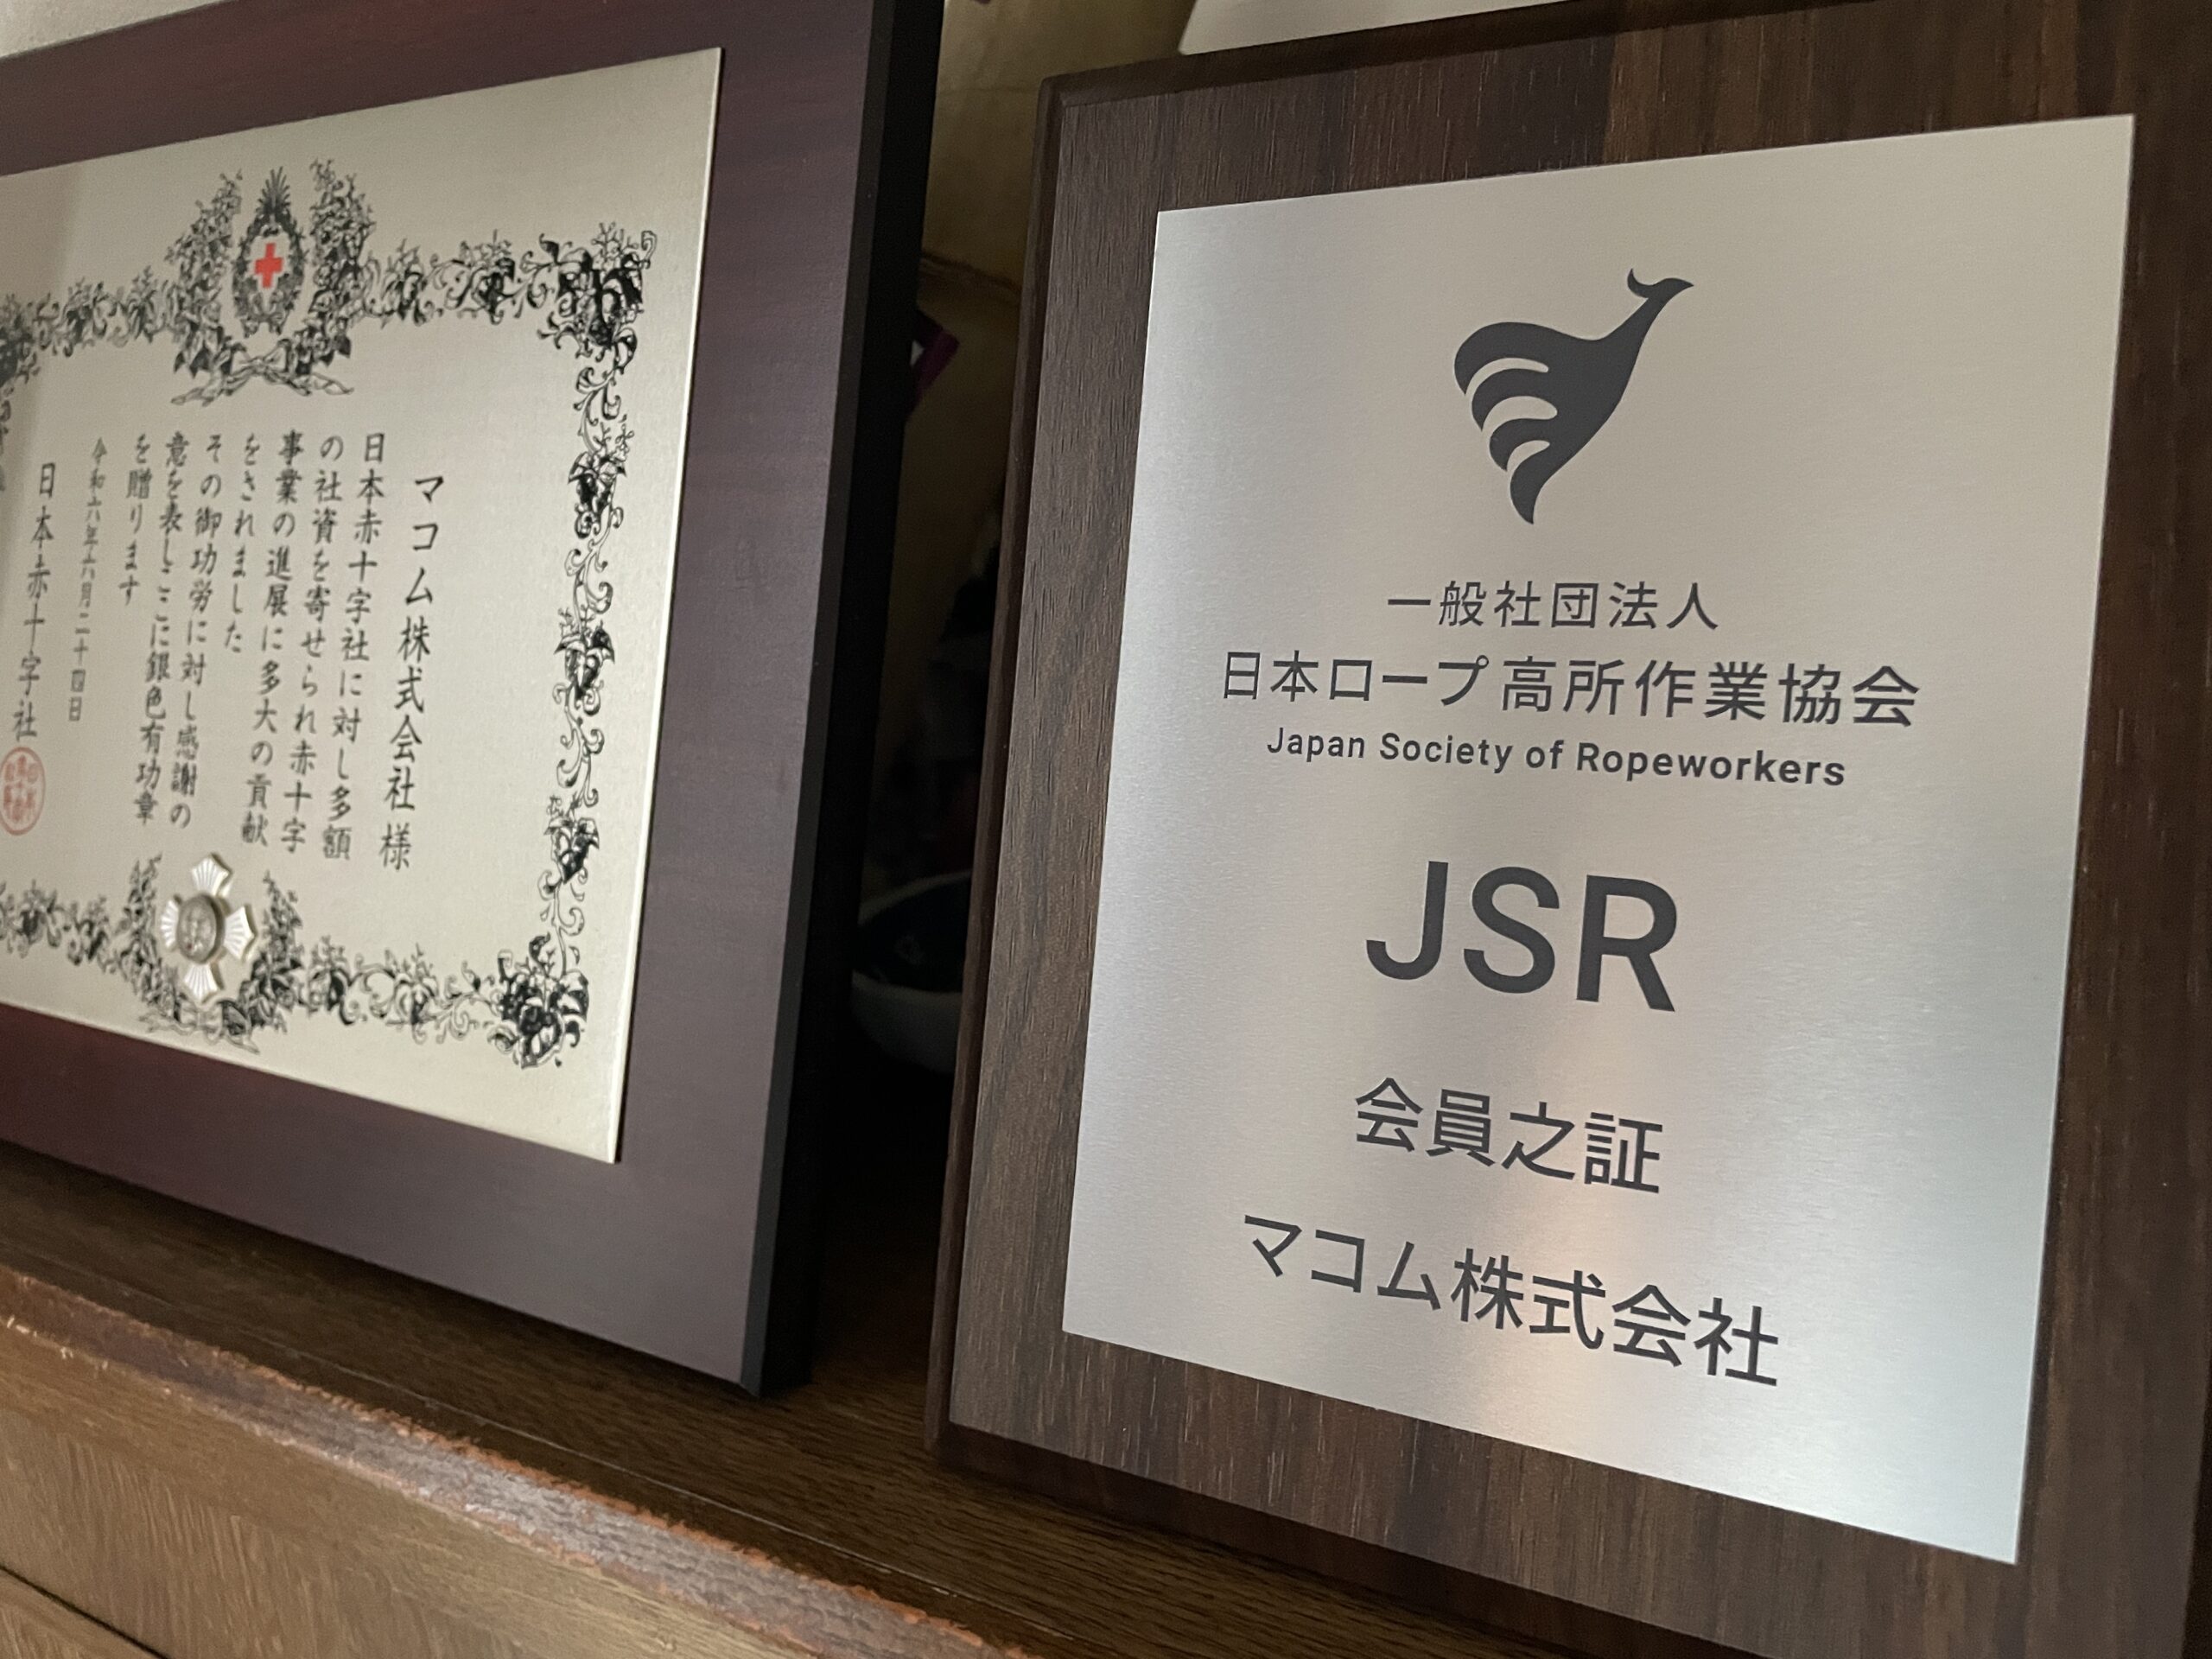 マコム株式会社 様
日本赤十字社に対し多額
の社資を寄せられ赤十字
事業の進展に多大の貢献
をされました
その御功労に対し感謝の
意を表しここに銀色有功章
を贈ります
令和六年六月二十四日
日本赤十字社
一般社団法人
日本ロープ高所作業協会
Japan Society of Ropeworkers
JSR
会員之証
マコム株式会社